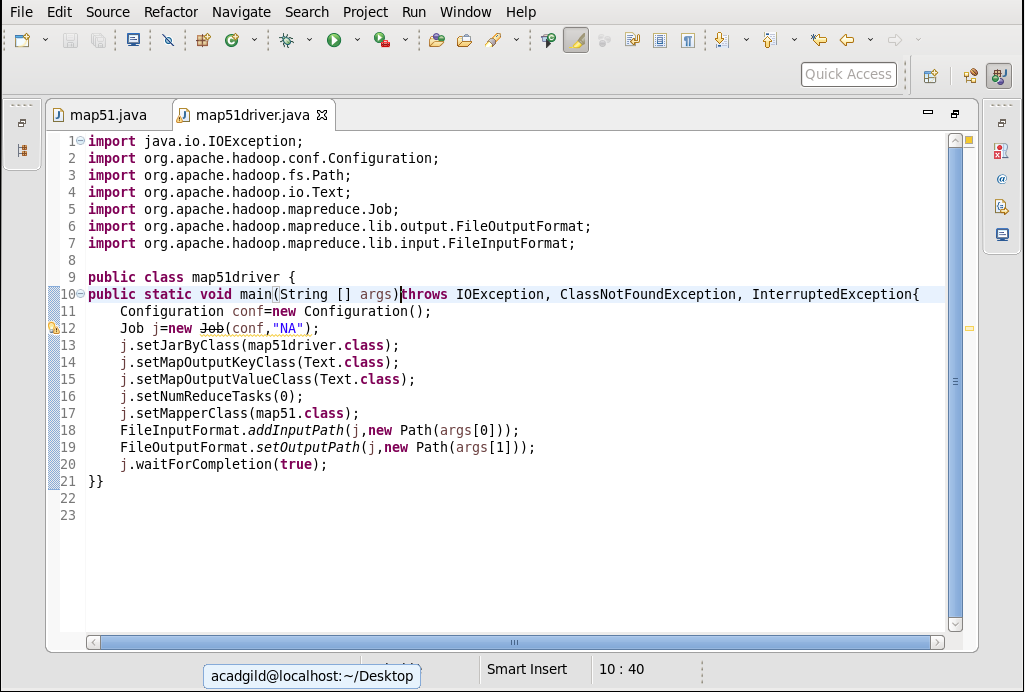 File Edit Source Refactor Navigate Search Project Run Window Help
Quick Access
map51.java map51driver.java
1 import java.io.IOException;
2 import org.apache.hadoop.conf.Configuration;
3 import org.apache.hadoop.fs.Path;
4 import org.apache.hadoop.io.Text;
5 import org.apache.hadoop.mapreduce.Job;
6 import org.apache.hadoop.mapreduce.lib.output.FileOutputFormat;
7 import org.apache.hadoop.mapreduce.lib.input.FileInputFormat;
8
9 public class map51driver {
10 public static void main(String [] args)throws IOException, ClassNotFoundException, InterruptedException{
11 Configuration conf=new Configuration();
12 Job j=new Job(conf,"NA");
13 j.setJarByClass(map51driver.class);
14 j.setMapOutputKeyClass(Text.class);
15 j.setMapOutputValueClass(Text.class);
16 j.setNumReduceTasks(0);
17 j.setMapperClass(map51.class);
18 FileInputFormat.addInputPath(j,new Path(args[0]));
19 FileOutputFormat.setOutputPath(j,new Path(args[1]));
20 j.waitForCompletion(true);
21 }}
22
23
Smart Insert 10 : 40
acadgild@localhost:~/Desktop